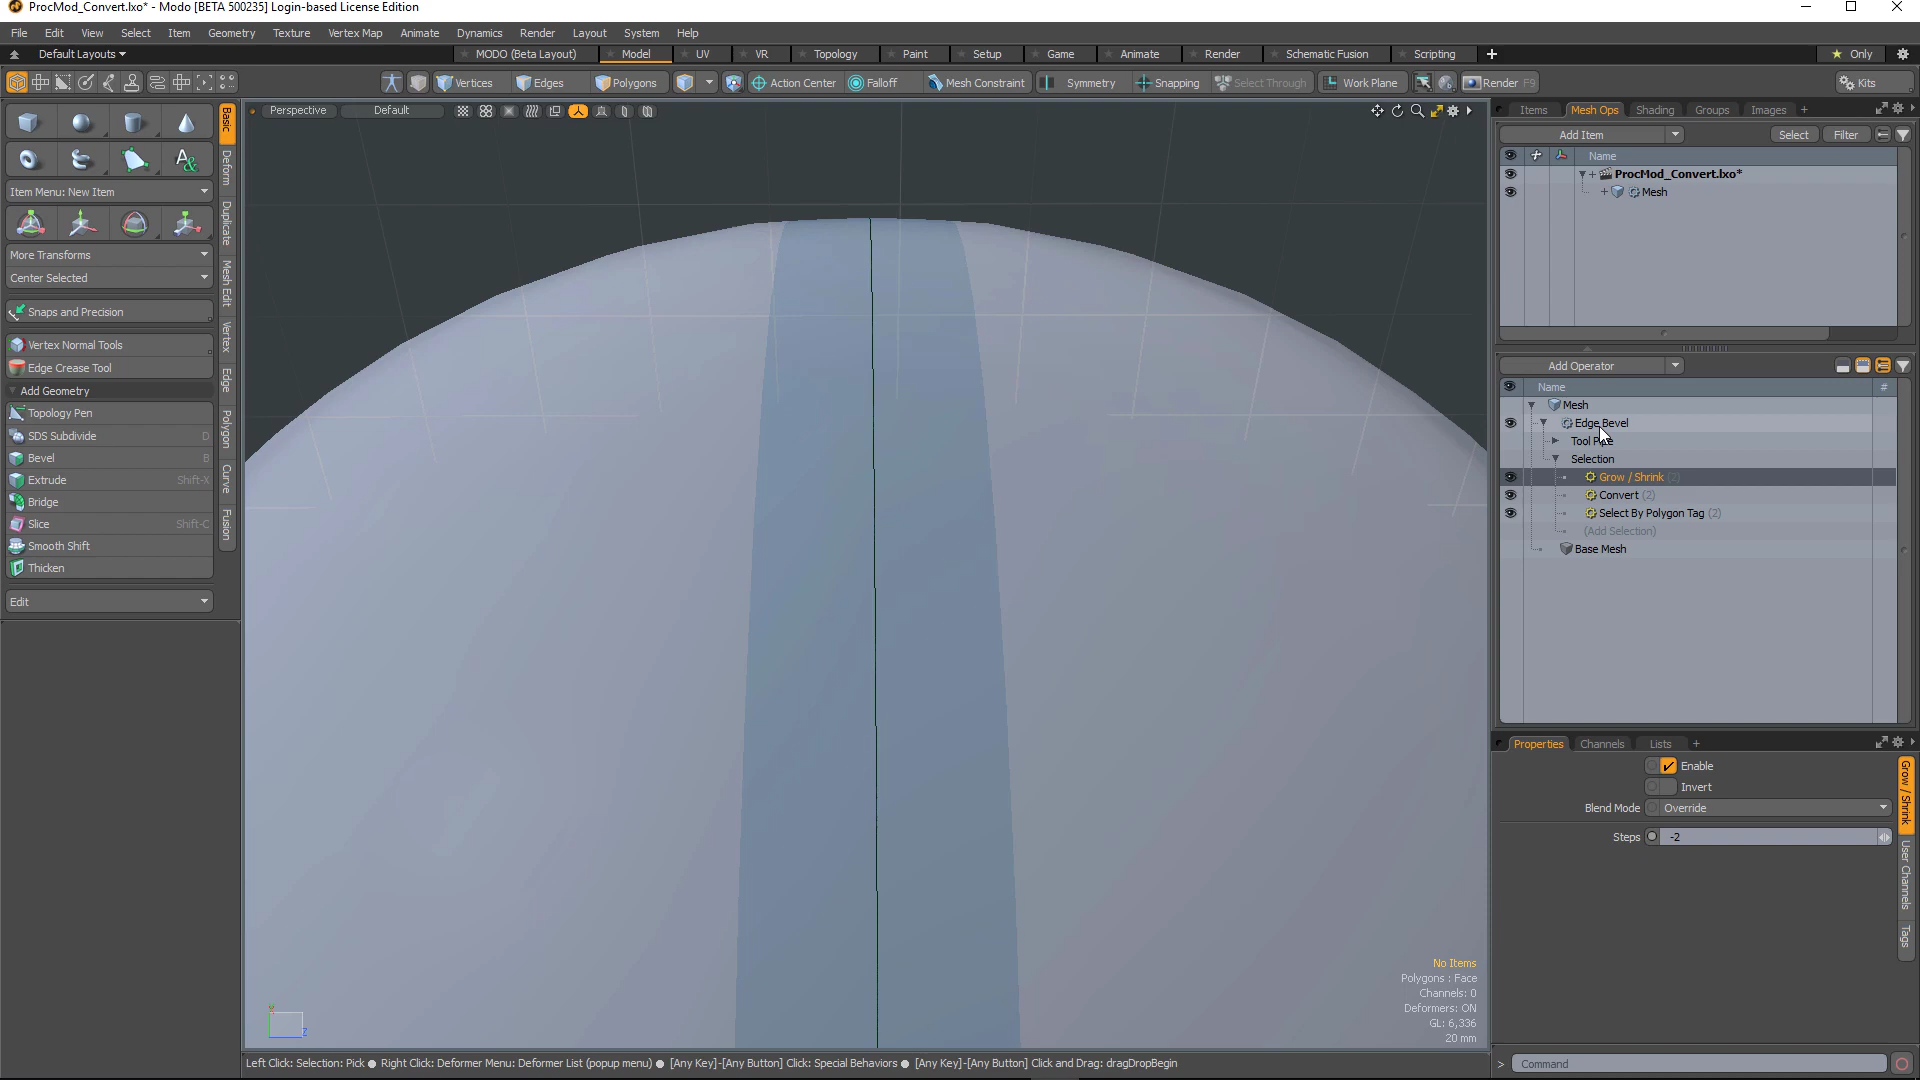 ProcMod_Convert.lxo* - Modo [BETA 500235] Login-based License Edition
File Edit View Select Item Geometry Texture Vertex Map Animate Dynamics Render Layout System Help
Default Layouts MODO (Beta Layout) Model UV VR Topology Paint Setup Game Animate Render Schematic Fusion Scripting Only
Vertices Edges Polygons Action Center Falloff Mesh Constraint Symmetry Snapping Select Through Work Plane Render F9 Kits
Perspective Default
Basic
Deform
Duplicate
Mesh Edit
Vertex
Edge
Polygon
Curve
Fusion
Item Menu: New Item
More Transforms
Center Selected
Snaps and Precision
Vertex Normal Tools
Edge Crease Tool
Add Geometry
Topology Pen
SDS Subdivide D
Bevel B
Extrude Shift-X
Bridge
Slice Shift-C
Smooth Shift
Thicken
Edit
No Items
Polygons : Face
Channels: 0
Deformers: ON
GL: 6,336
20 mm
Left Click: Selection: Pick ● Right Click: Deformer Menu: Deformer List (popup menu) ● [Any Key]-[Any Button] Click: Special Behaviors ● [Any Key]-[Any Button] Click and Drag: dragDropBegin
Items Mesh Ops Shading Groups Images +
Add Item Select Filter
Name
ProcMod_Convert.lxo*
Mesh
Add Operator
Name #
Mesh
Edge Bevel
Tool Pipe
Selection
Grow / Shrink (2)
Convert (2)
Select By Polygon Tag (2)
(Add Selection)
Base Mesh
Properties Channels Lists +
Enable
Invert
Blend Mode Override
Steps -2
Grow / Shrink
User Channels
Tags
> Command